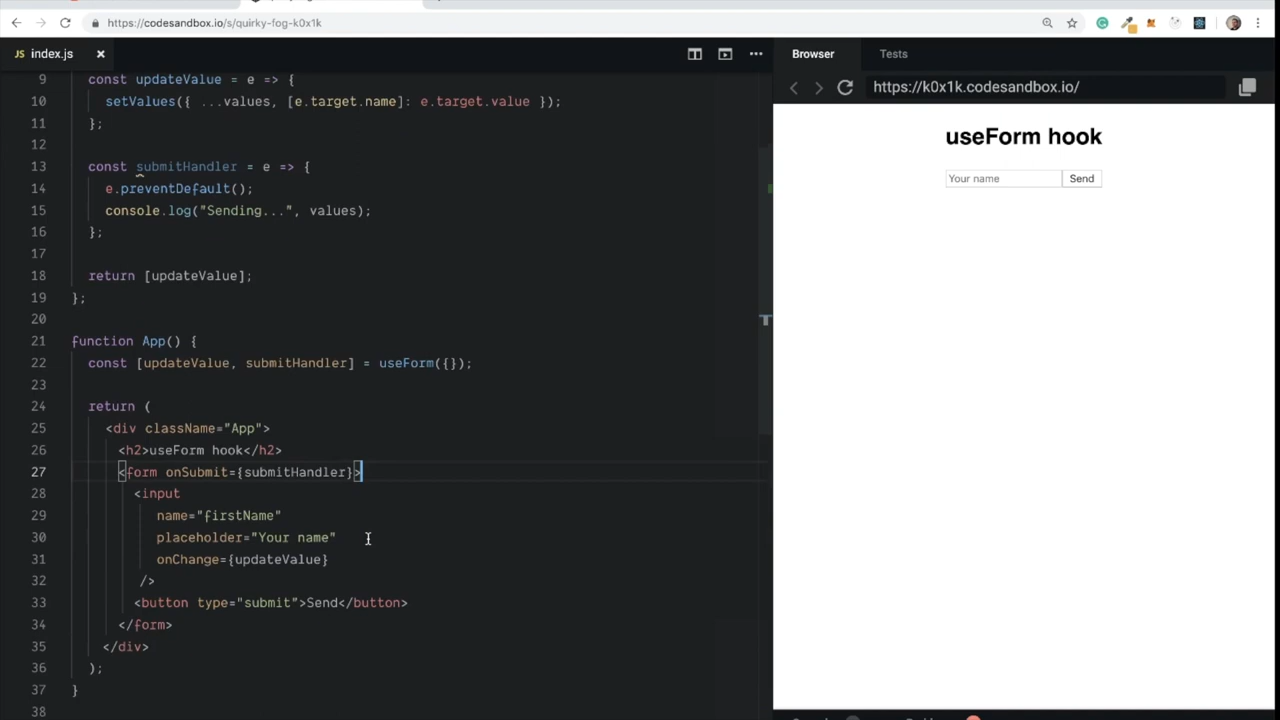 https://codesandbox.io/s/quirky-fog-k0x1k
JS index.js
9 const updateValue = e => {
10 setValues({ ...values, [e.target.name]: e.target.value });
11 };
12
13 const submitHandler = e => {
14 e.preventDefault();
15 console.log("Sending...", values);
16 };
17
18 return [updateValue];
19 };
20
21 function App() {
22 const [updateValue, submitHandler] = useForm({});
23
24 return (
25 <div className="App">
26 <h2>useForm hook</h2>
27 <form onSubmit={submitHandler}>
28 <input
29 name="firstName"
30 placeholder="Your name"
31 onChange={updateValue}
32 />
33 <button type="submit">Send</button>
34 </form>
35 </div>
36 );
37 }
38
Browser Tests
https://k0x1k.codesandbox.io/
useForm hook
Your name Send